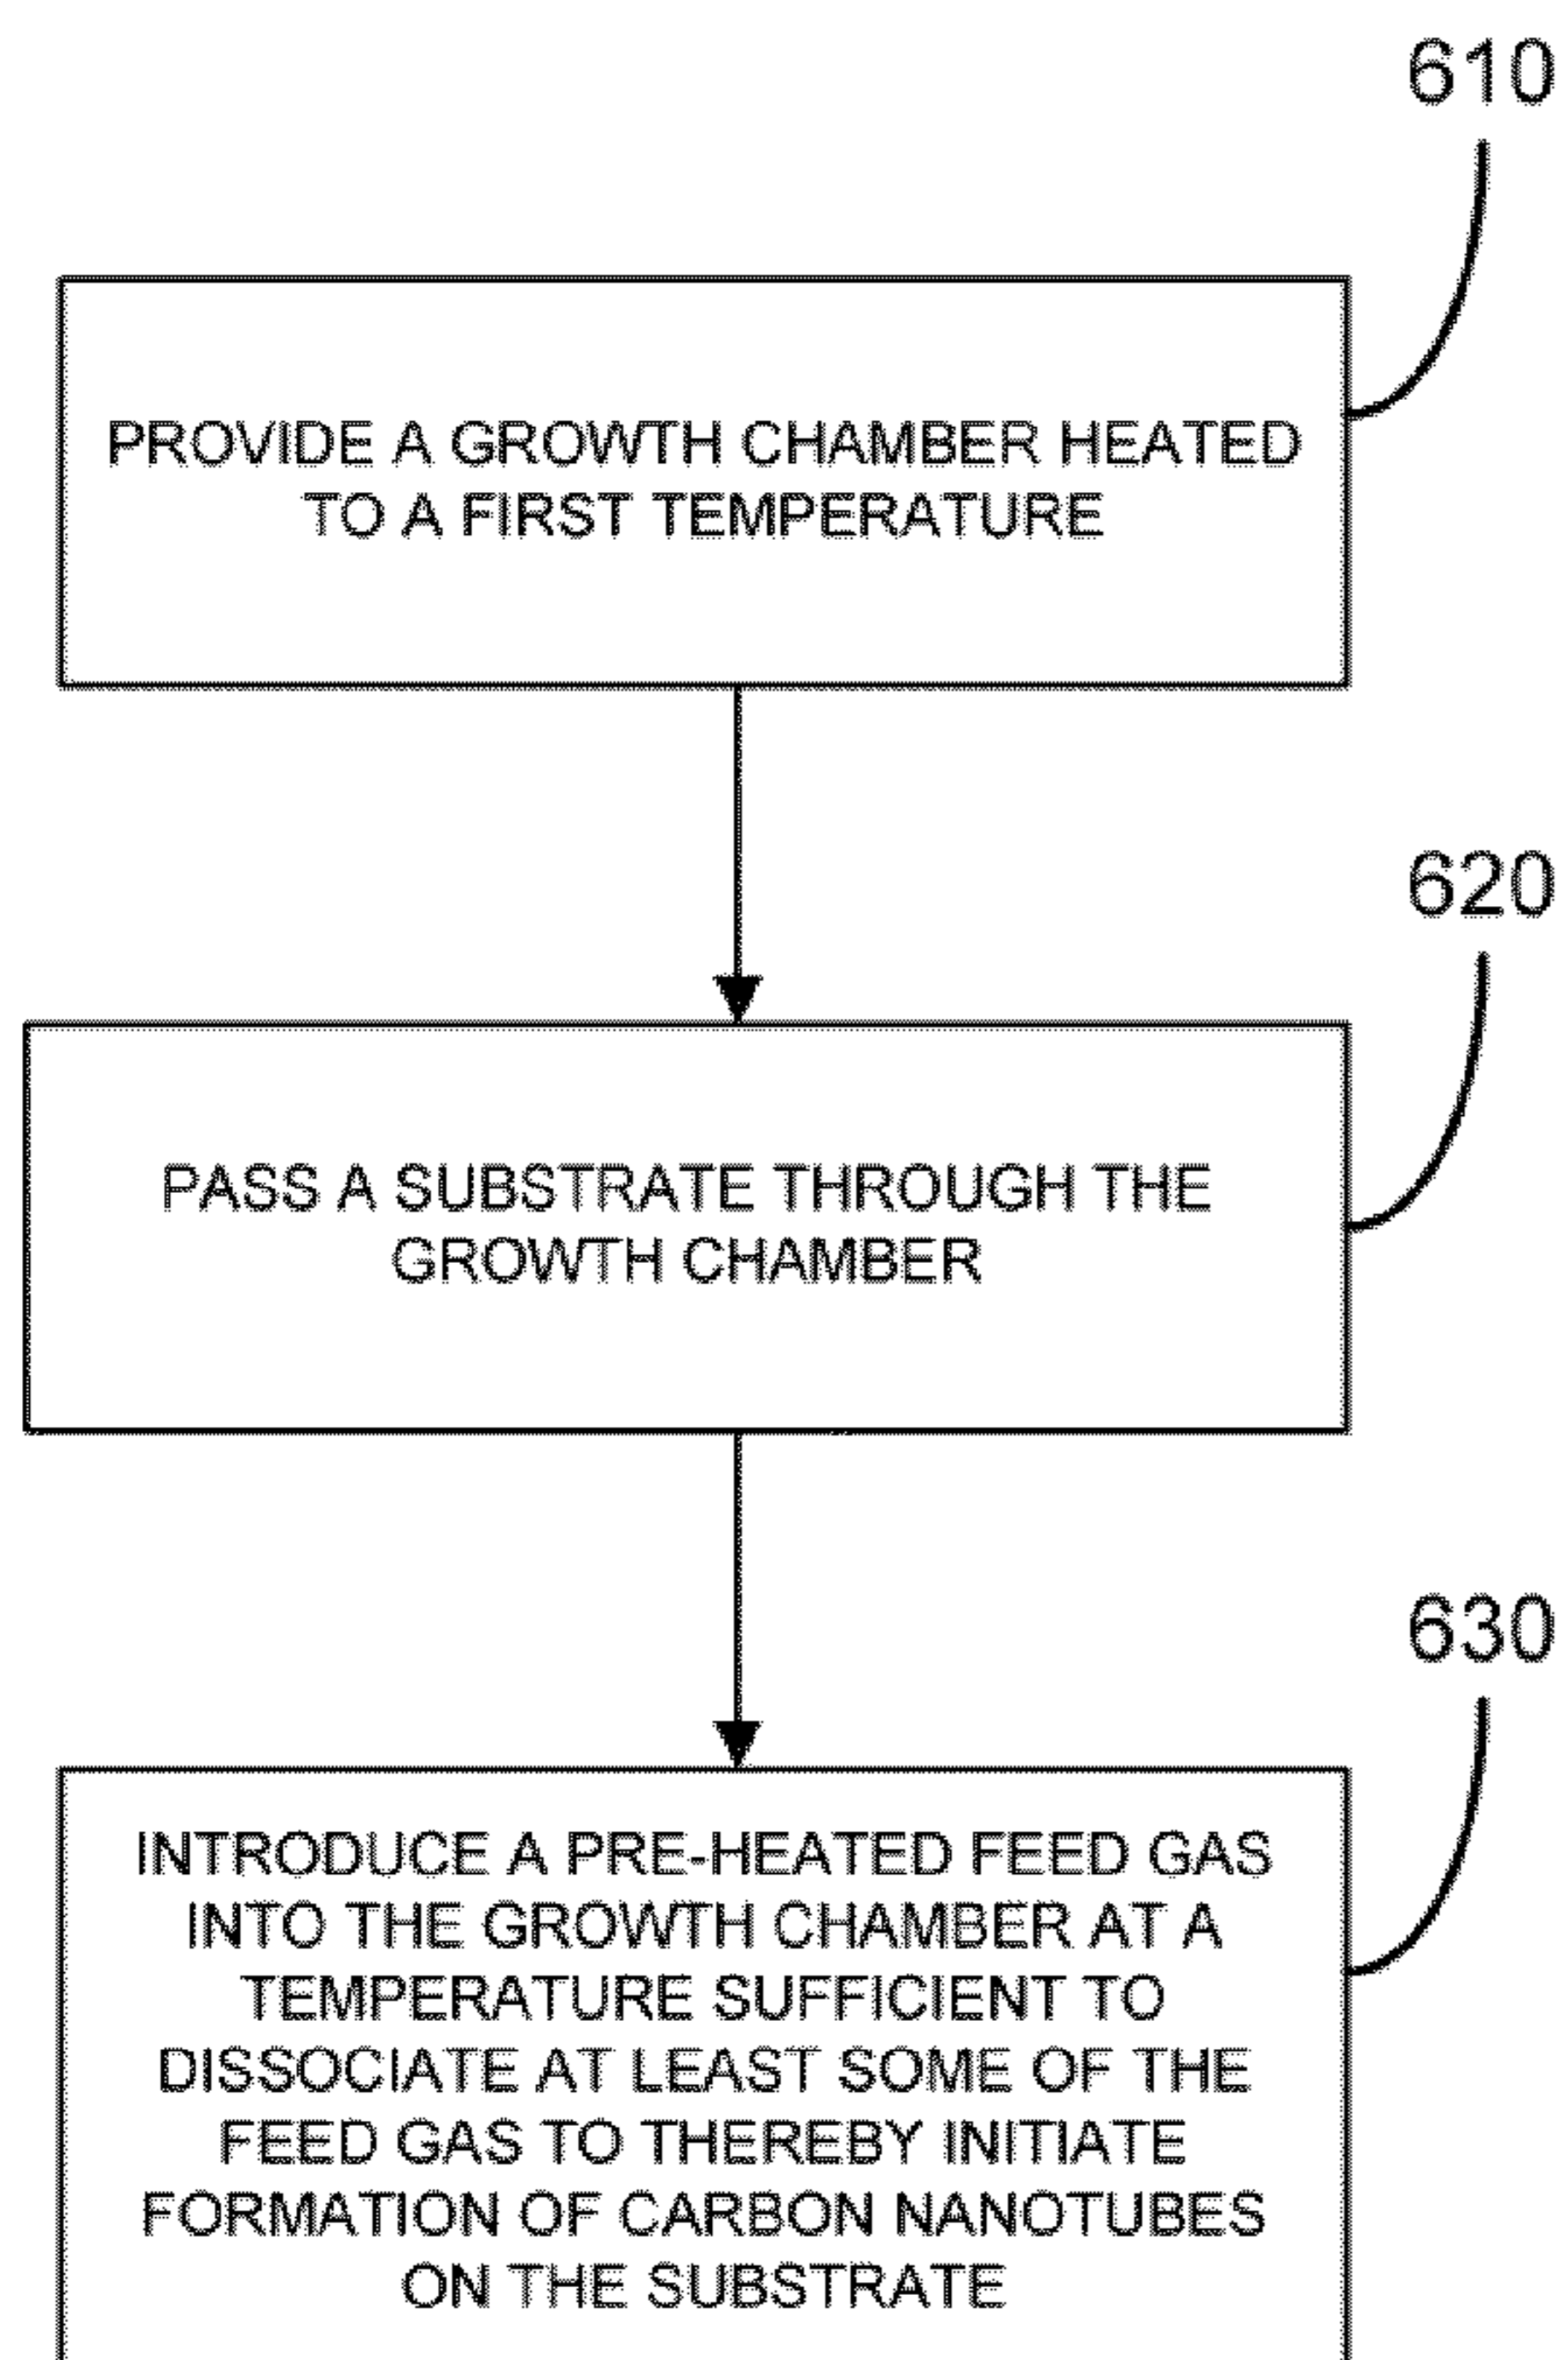 610
PROVIDE A GROWTH CHAMBER HEATED
TO A FIRST TEMPERATURE
620
PASS A SUBSTRATE THROUGH THE
GROWTH CHAMBER
630
INTRODUCE A PRE-HEATED FEED GAS
INTO THE GROWTH CHAMBER AT A
TEMPERATURE SUFFICIENT TO
DISSOCIATE AT LEAST SOME OF THE
FEED GAS TO THEREBY INITIATE
FORMATION OF CARBON NANOTUBES
ON THE SUBSTRATE